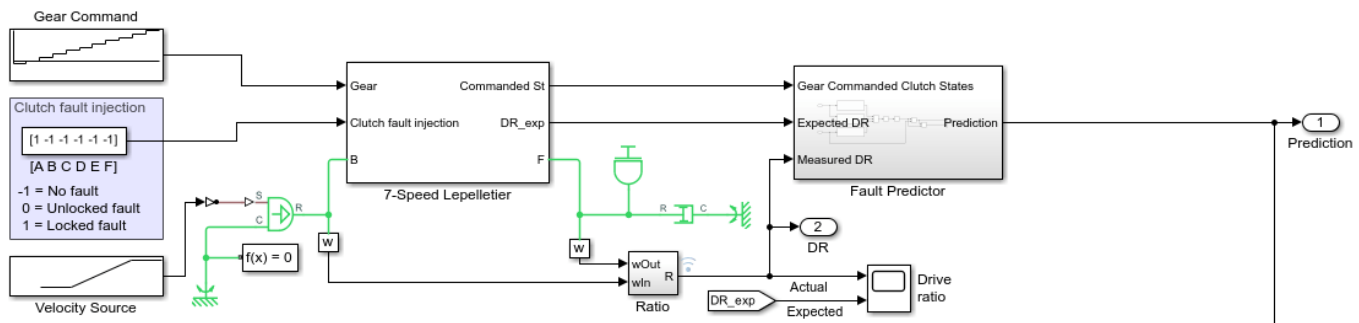 Gear Command
Clutch fault injection
[1 -1 -1 -1 -1 -1]
[A B C D E F]
-1 = No fault
0 = Unlocked fault
1 = Locked fault
Velocity Source
S
C
R
f(x) = 0
Gear
Clutch fault injection
B
Commanded St
DR_exp
F
7-Speed Lepelletier
w
w
R
C
wOut
wIn
R
Ratio
Gear Commanded Clutch States
Expected DR
Measured DR
Prediction
Fault Predictor
1
Prediction
2
DR
Actual
DR_exp
Expected
Drive
ratio